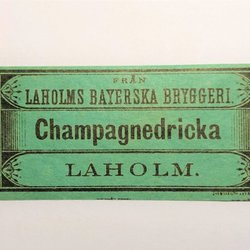 FRÅN
LAHOLMS BAYERSKA BRYGGERI
Champagnedricka
LAHOLM.